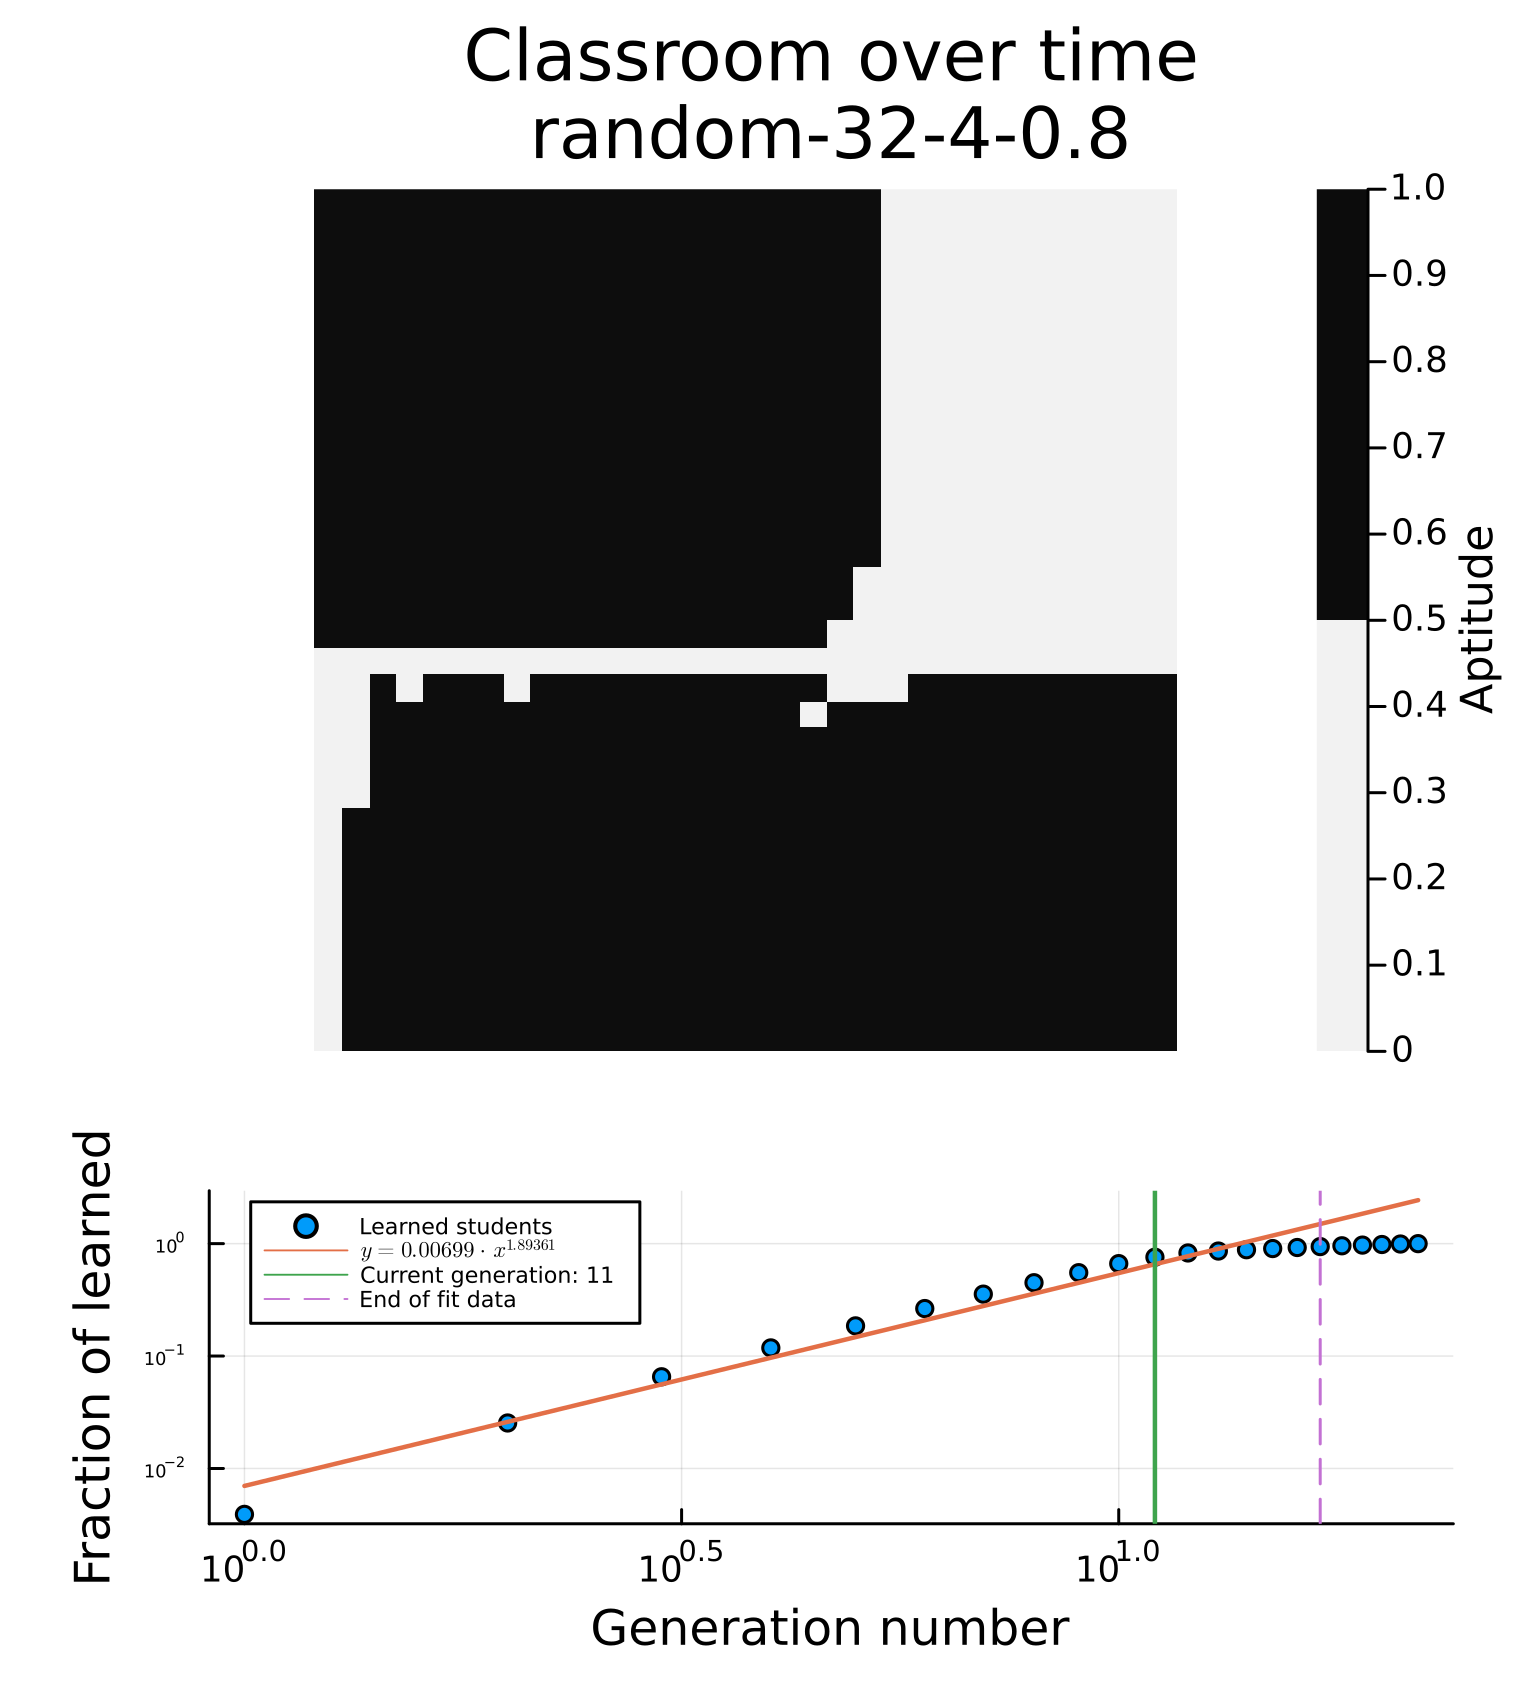 Classroom over time
random-32-4-0.8
1.0
0.9
0.8
0.7
0.6
0.5
0.4
0.3
0.2
0.1
0
Aptitude
Fraction of learned
10⁰
10⁻¹
10⁻²
Learned students
y = 0.00699 · x^1.89361
Current generation: 11
End of fit data
10^0.0
10^0.5
10^1.0
Generation number